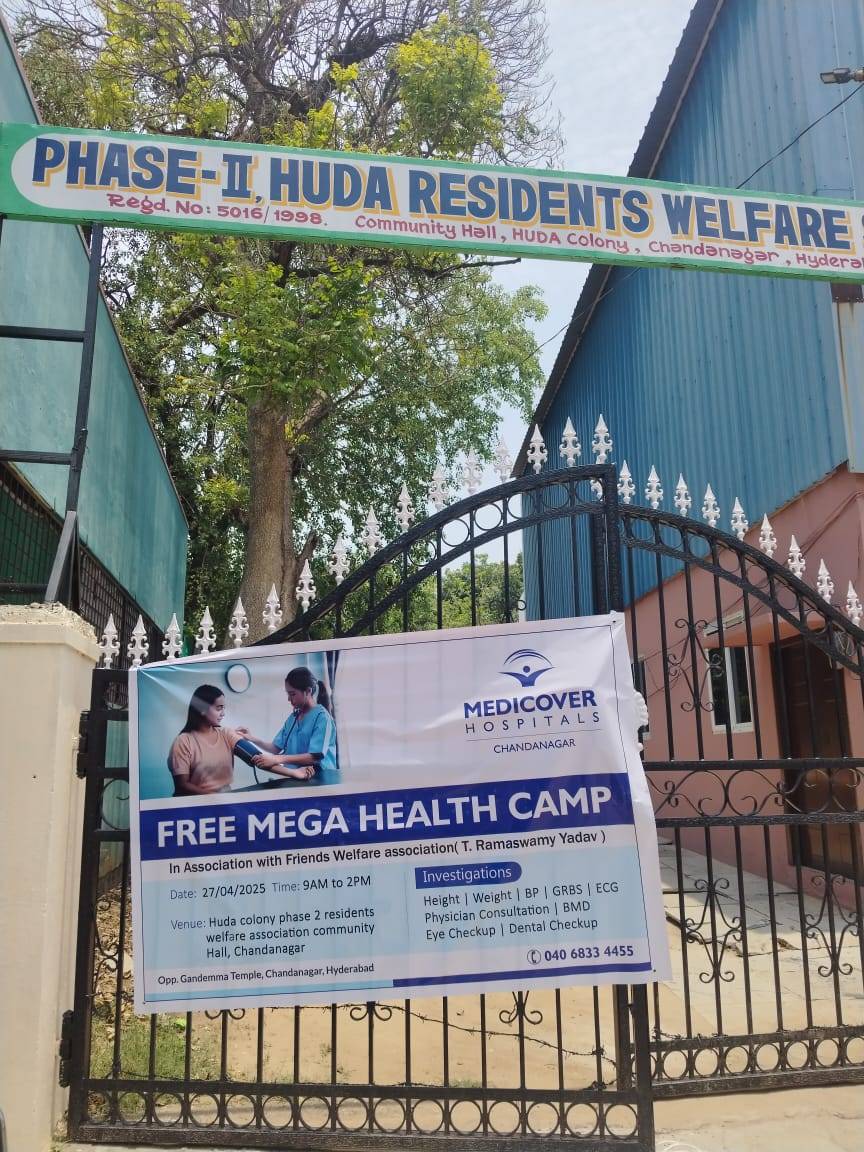 PHASE-II, HUDA RESIDENTS WELFARE
Regd. No: 5016/1998. Community Hall, HUDA Colony, Chandanagar,
MEDICOVER
HOSPITALS
CHANDANAGAR
FREE MEGA HEALTH CAMP
In Association with Friends Welfare association( T. Ramaswamy Yadav )
Date: 27/04/2025 Time: 9AM to 2PM
Venue: Huda colony phase 2 residents
welfare association community
Hall, Chandanagar
Opp. Gandemma Temple, Chandanagar, Hyderabad
Investigations
Height | Weight | BP | GRBS | ECG
Physician Consultation | BMD
Eye Checkup | Dental Checkup
040 6833 4455